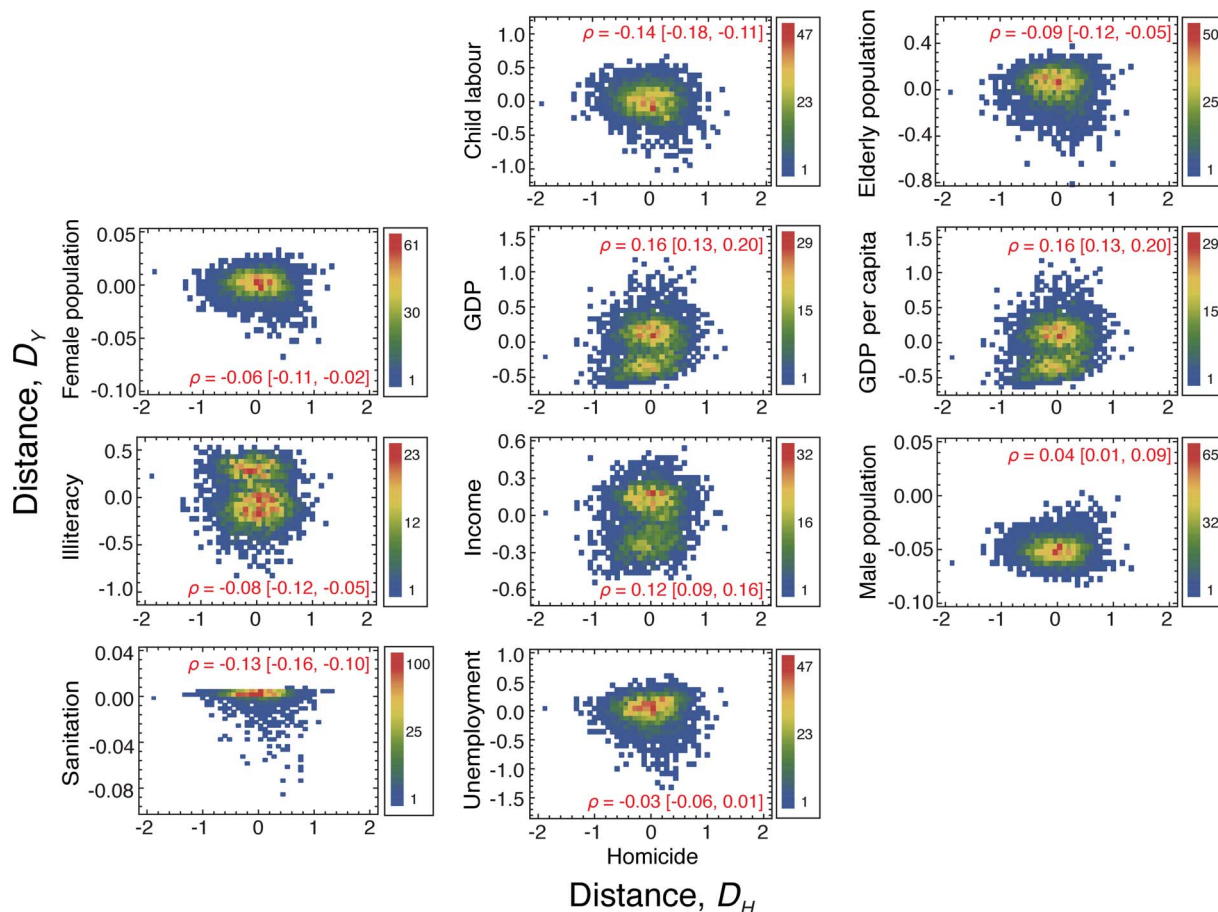 Distance, D_Y
Child labour
ρ = -0.14 [-0.18, -0.11]
1.0
0.5
0.0
-0.5
-1.0
-2 -1 0 1 2
47
23
1
Elderly population
ρ = -0.09 [-0.12, -0.05]
0.4
0.0
-0.4
-0.8
-2 -1 0 1 2
50
25
1
Female population
0.05
0.00
-0.05
-0.10
ρ = -0.06 [-0.11, -0.02]
-2 -1 0 1 2
61
30
1
GDP
ρ = 0.16 [0.13, 0.20]
1.5
1.0
0.5
0.0
-0.5
-2 -1 0 1 2
29
15
1
GDP per capita
ρ = 0.16 [0.13, 0.20]
1.5
1.0
0.5
0.0
-0.5
-2 -1 0 1 2
29
15
1
Illiteracy
0.5
0.0
-0.5
-1.0
ρ = -0.08 [-0.12, -0.05]
-2 -1 0 1 2
23
12
1
Income
0.6
0.3
0.0
-0.3
-0.6
ρ = 0.12 [0.09, 0.16]
-2 -1 0 1 2
32
16
1
Male population
ρ = 0.04 [0.01, 0.09]
0.05
0.00
-0.05
-0.10
-2 -1 0 1 2
65
32
1
Sanitation
ρ = -0.13 [-0.16, -0.10]
0.04
0.00
-0.04
-0.08
-2 -1 0 1 2
100
25
1
Unemployment
1.0
0.5
0.0
-0.5
-1.0
-1.5
ρ = -0.03 [-0.06, 0.01]
-2 -1 0 1 2
47
23
1
Homicide
Distance, D_H